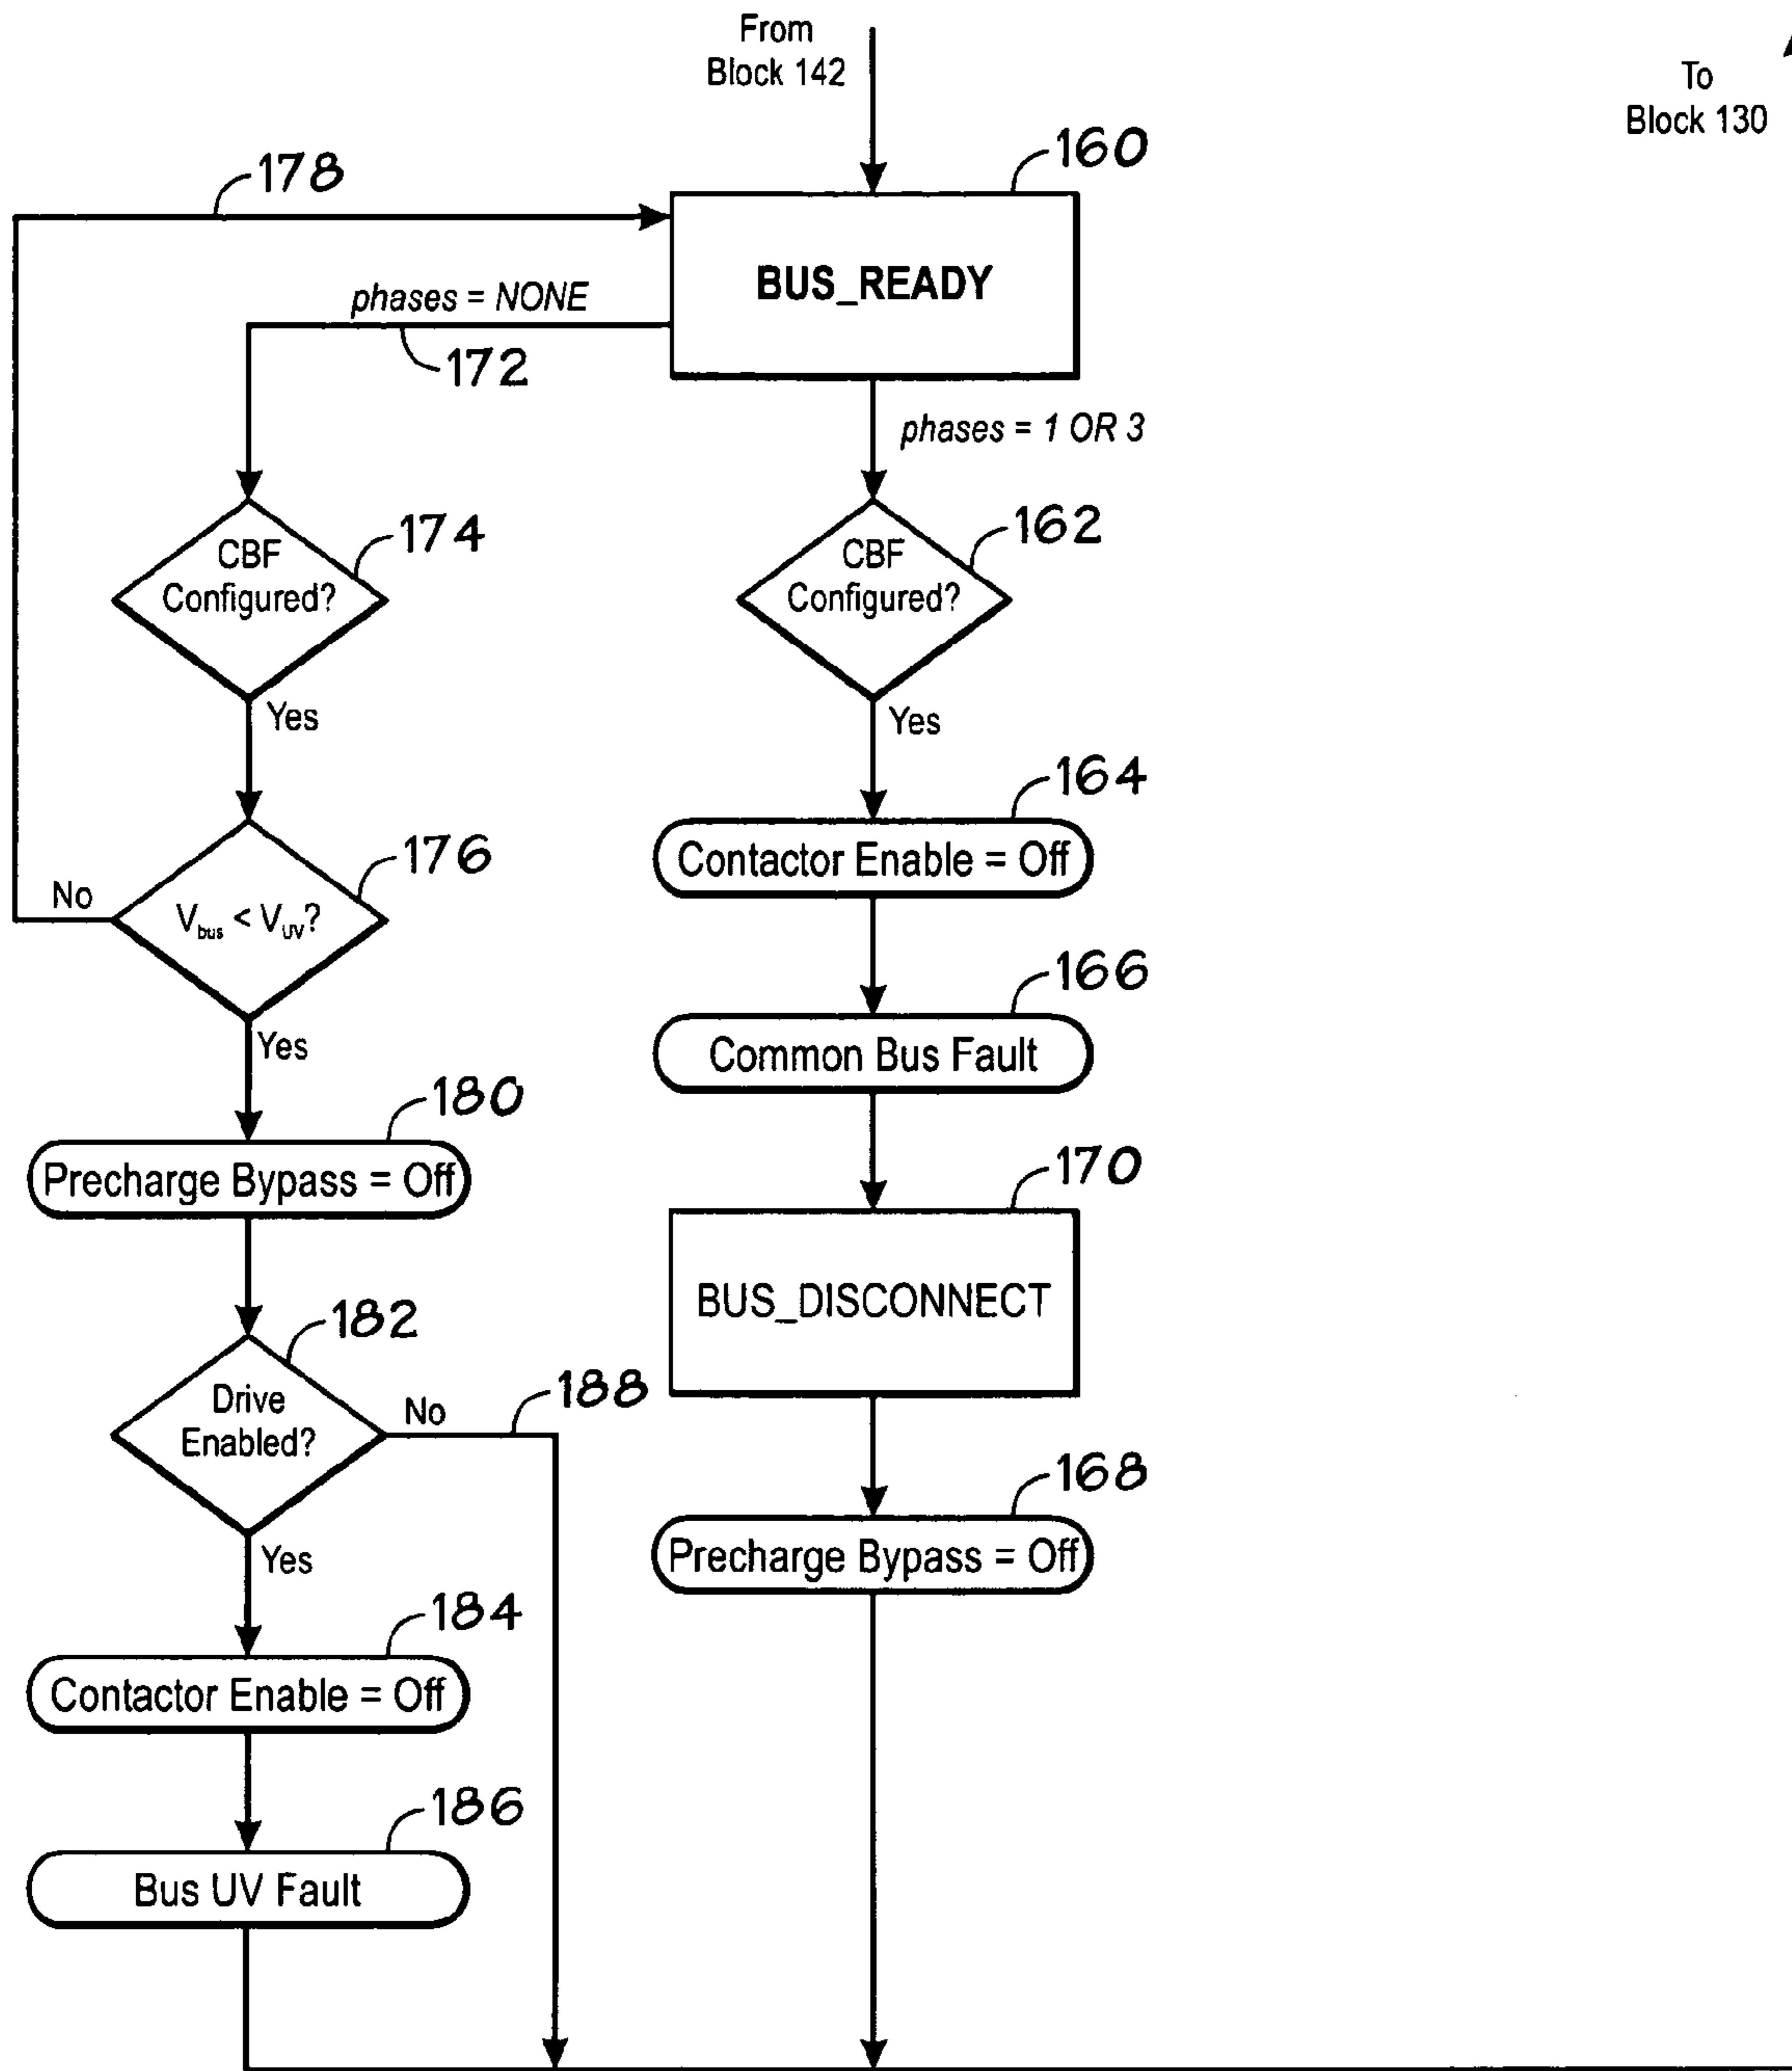 From
Block 142
To
Block 130
160
178
BUS_READY
phases = NONE
172
phases = 1 OR 3
174
CBF
Configured?
162
CBF
Configured?
Yes
Yes
164
Contactor Enable = Off
176
No
Vbus < VUV?
166
Common Bus Fault
Yes
180
Precharge Bypass = Off
170
BUS_DISCONNECT
182
Drive
Enabled?
No
188
168
Precharge Bypass = Off
Yes
184
Contactor Enable = Off
186
Bus UV Fault